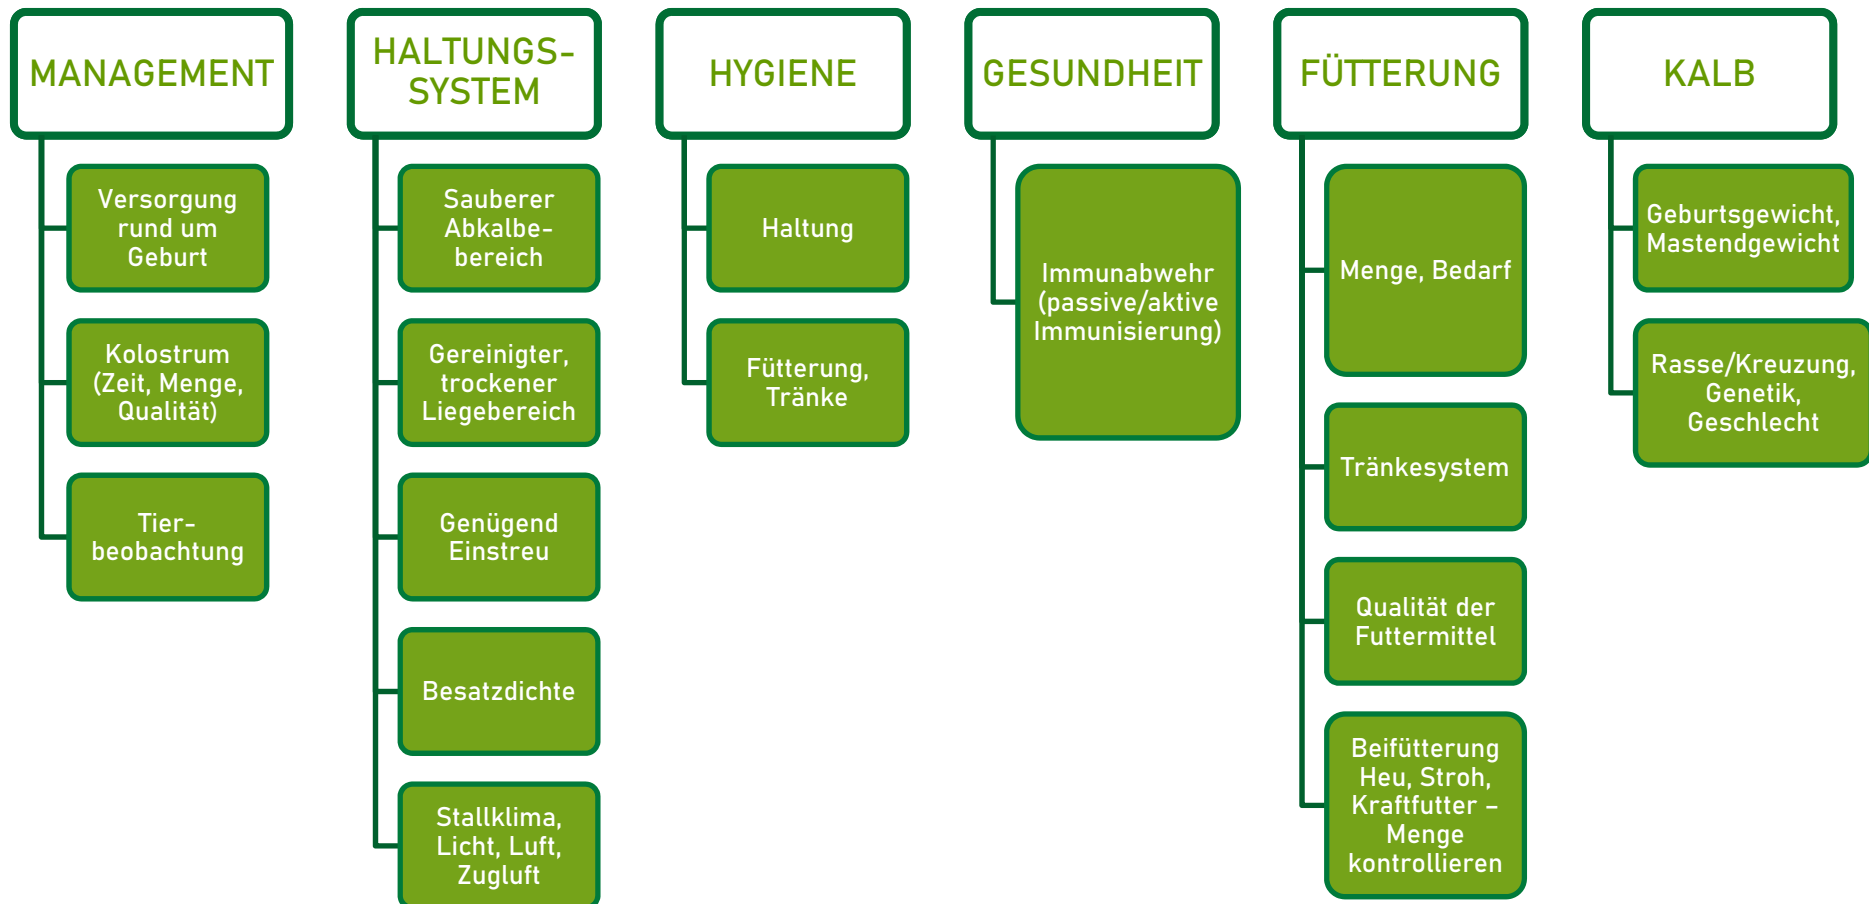 MANAGEMENT
Versorgung
rund um
Geburt
Kolostrum
(Zeit, Menge,
Qualität)
Tier-
beobachtung
HALTUNGS-
SYSTEM
Sauberer
Abkalbe-
bereich
Gereinigter,
trockener
Liegebereich
Genügend
Einstreu
Besatzdichte
Stallklima,
Licht, Luft,
Zugluft
HYGIENE
Haltung
Fütterung,
Tränke
GESUNDHEIT
Immunabwehr
(passive/aktive
Immunisierung)
FÜTTERUNG
Menge, Bedarf
Tränkesystem
Qualität der
Futtermittel
Beifütterung
Heu, Stroh,
Kraftfutter –
Menge
kontrollieren
KALB
Geburtsgewicht,
Mastendgewicht
Rasse/Kreuzung,
Genetik,
Geschlecht